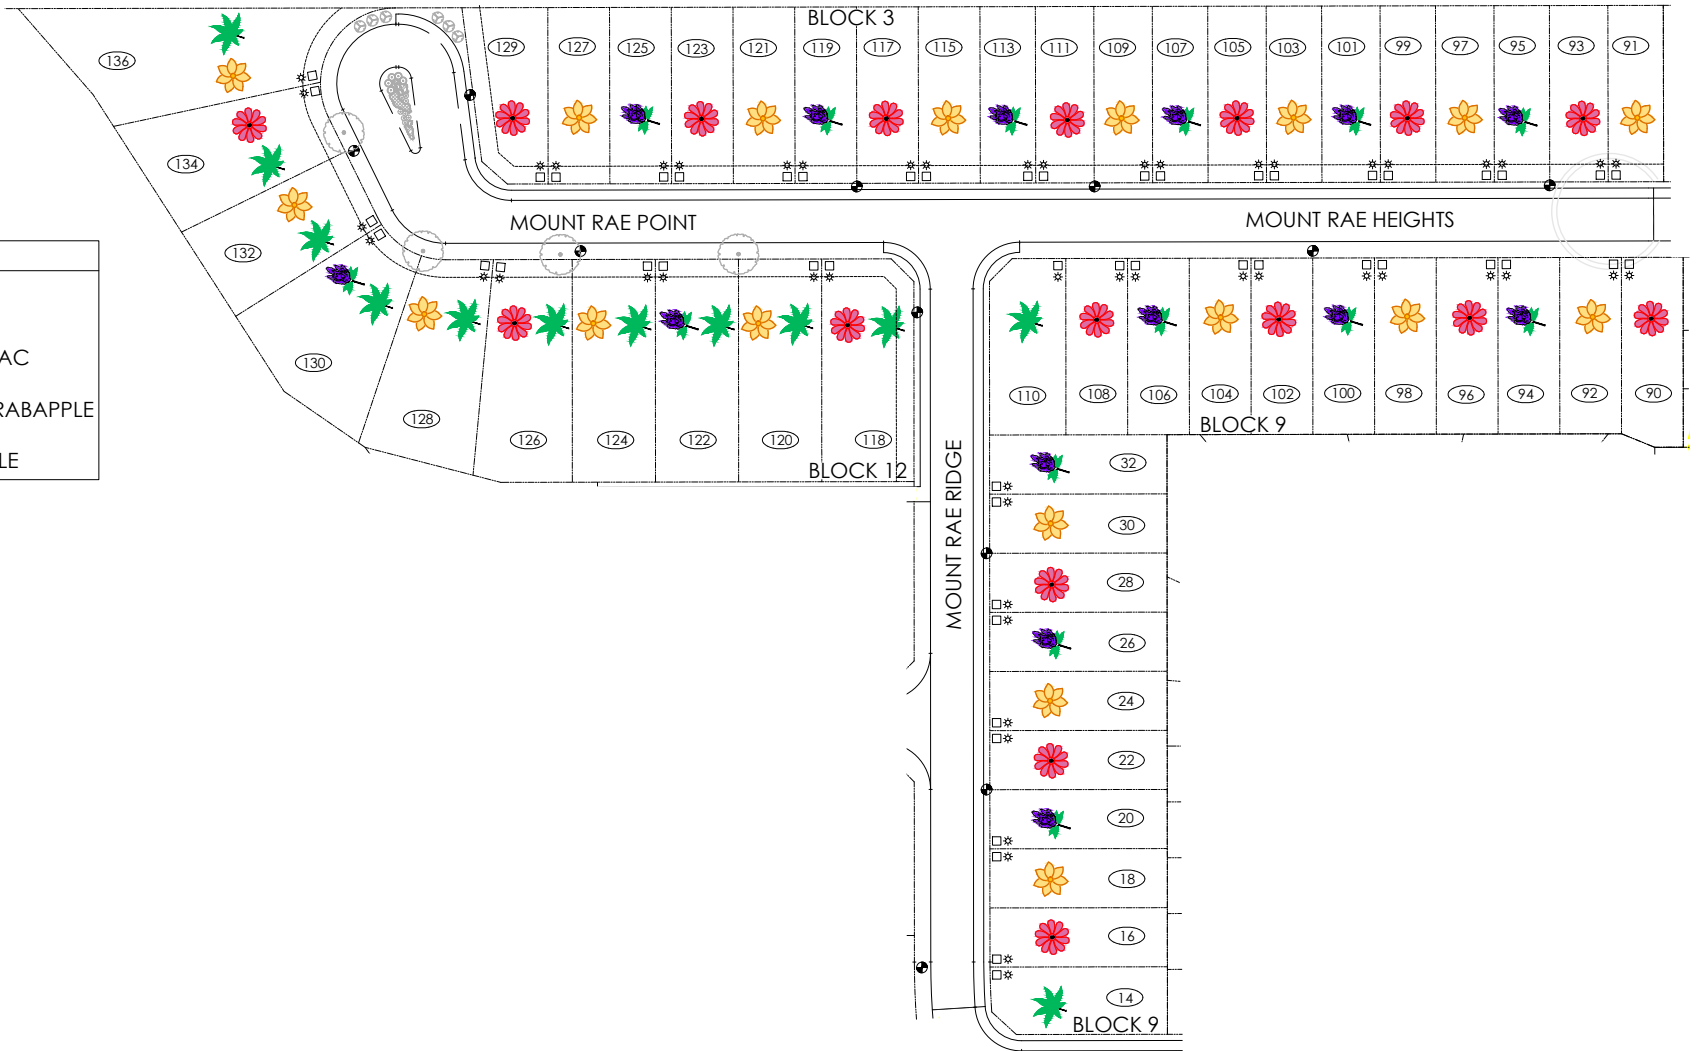 BLOCK 3
129 127 125 123 121 119 117 115 113 111 109 107 105 103 101 99 97 95 93 91
136
134
132
130
128
MOUNT RAE POINT
MOUNT RAE HEIGHTS
AC
RABAPPLE
LE
126 124 122 120 118
BLOCK 12
110 108 106 104 102 100 98 96 94 92 90
BLOCK 9
MOUNT RAE RIDGE
32
30
28
26
24
22
20
18
16
14
BLOCK 9